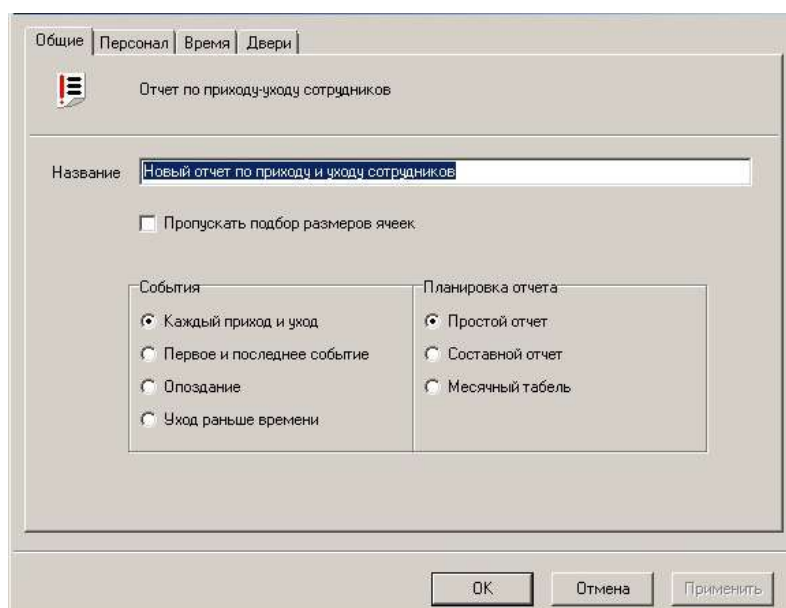 Общие Персонал Время Двери
Отчет по приходу-уходу сотрудников
Название Новый отчет по приходу и уходу сотрудников
Пропускать подбор размеров ячеек
События Планировка отчета
Каждый приход и уход Простой отчет
Первое и последнее событие Составной отчет
Опоздание Месячный табель
Уход раньше времени
OK Отмена Применить